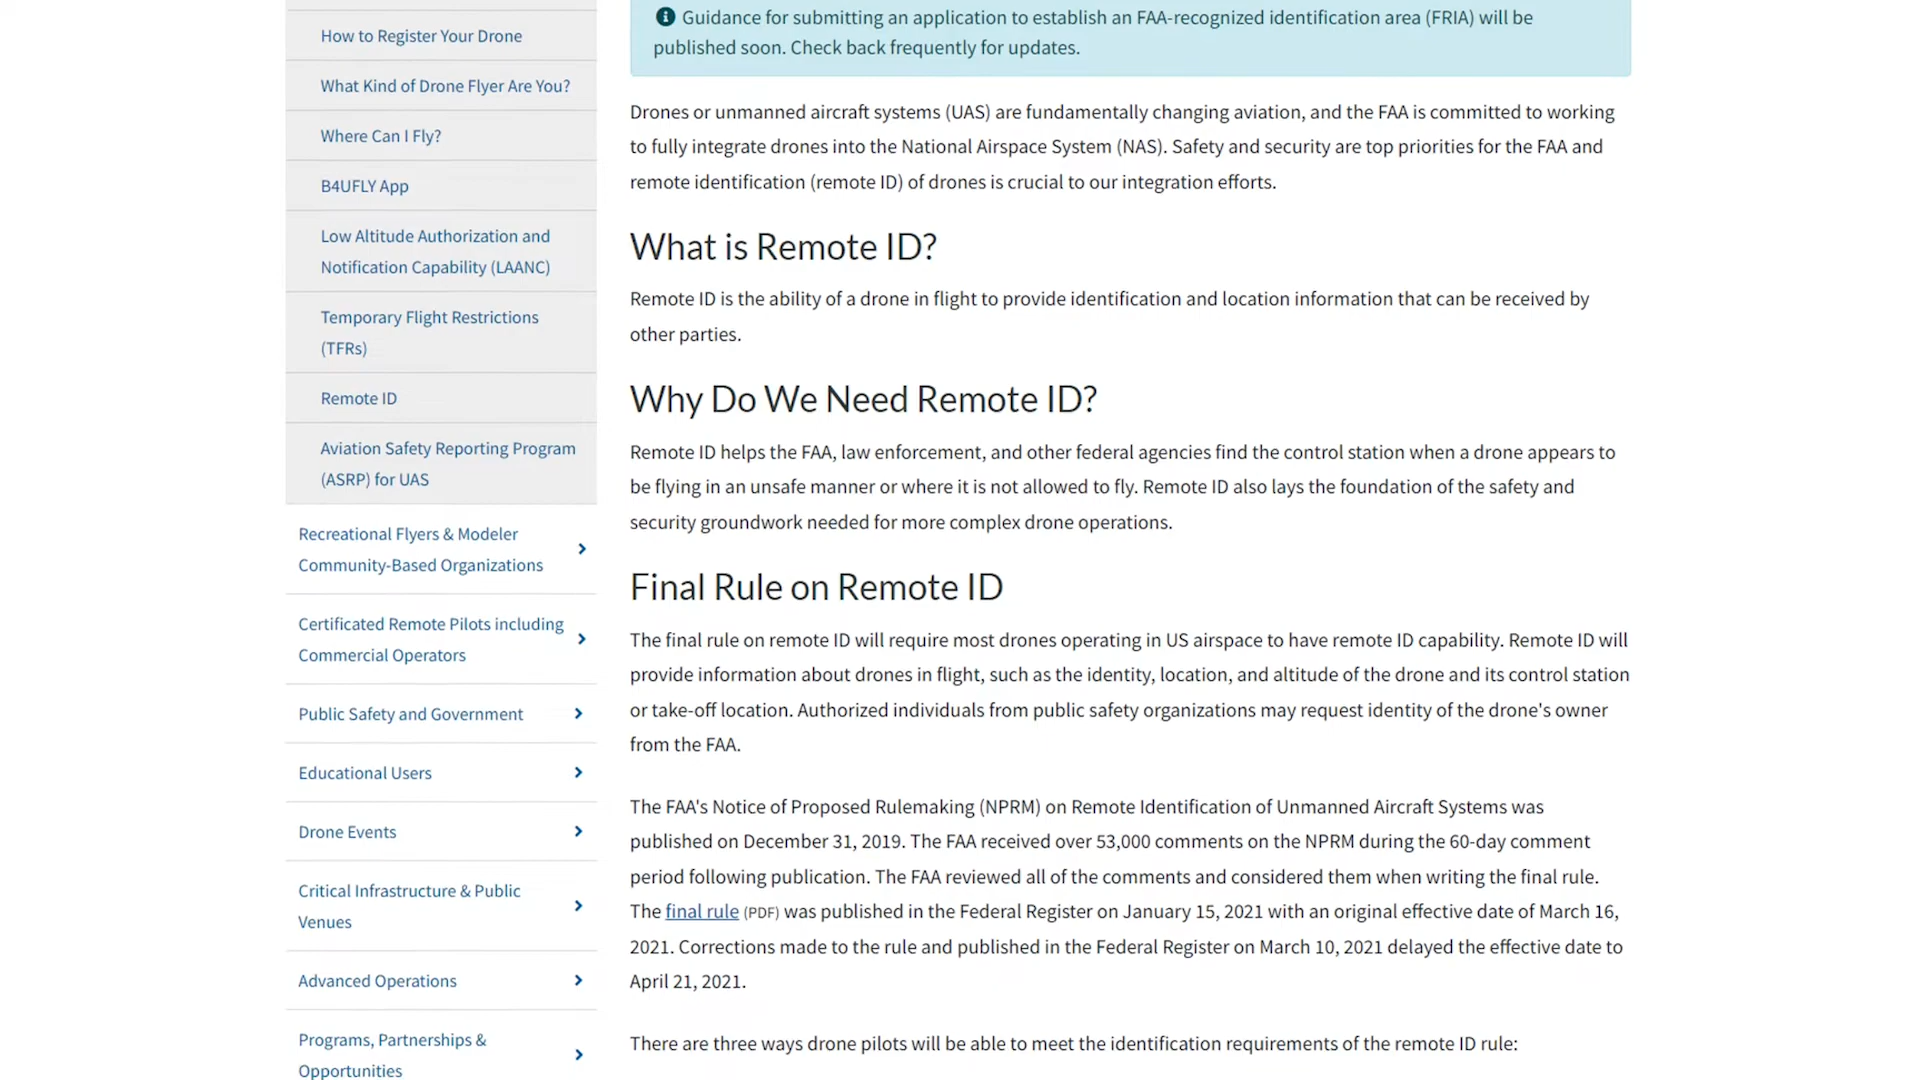 How to Register Your Drone
What Kind of Drone Flyer Are You?
Where Can I Fly?
B4UFLY App
Low Altitude Authorization and
Notification Capability (LAANC)
Temporary Flight Restrictions
(TFRs)
Remote ID
Aviation Safety Reporting Program
(ASRP) for UAS
Recreational Flyers & Modeler
Community-Based Organizations
Certificated Remote Pilots including
Commercial Operators
Public Safety and Government
Educational Users
Drone Events
Critical Infrastructure & Public
Venues
Advanced Operations
Programs, Partnerships &
Opportunities
Guidance for submitting an application to establish an FAA-recognized identification area (FRIA) will be
published soon. Check back frequently for updates.
Drones or unmanned aircraft systems (UAS) are fundamentally changing aviation, and the FAA is committed to working
to fully integrate drones into the National Airspace System (NAS). Safety and security are top priorities for the FAA and
remote identification (remote ID) of drones is crucial to our integration efforts.
What is Remote ID?
Remote ID is the ability of a drone in flight to provide identification and location information that can be received by
other parties.
Why Do We Need Remote ID?
Remote ID helps the FAA, law enforcement, and other federal agencies find the control station when a drone appears to
be flying in an unsafe manner or where it is not allowed to fly. Remote ID also lays the foundation of the safety and
security groundwork needed for more complex drone operations.
Final Rule on Remote ID
The final rule on remote ID will require most drones operating in US airspace to have remote ID capability. Remote ID will
provide information about drones in flight, such as the identity, location, and altitude of the drone and its control station
or take-off location. Authorized individuals from public safety organizations may request identity of the drone's owner
from the FAA.
The FAA's Notice of Proposed Rulemaking (NPRM) on Remote Identification of Unmanned Aircraft Systems was
published on December 31, 2019. The FAA received over 53,000 comments on the NPRM during the 60-day comment
period following publication. The FAA reviewed all of the comments and considered them when writing the final rule.
The final rule (PDF) was published in the Federal Register on January 15, 2021 with an original effective date of March 16,
2021. Corrections made to the rule and published in the Federal Register on March 10, 2021 delayed the effective date to
April 21, 2021.
There are three ways drone pilots will be able to meet the identification requirements of the remote ID rule: